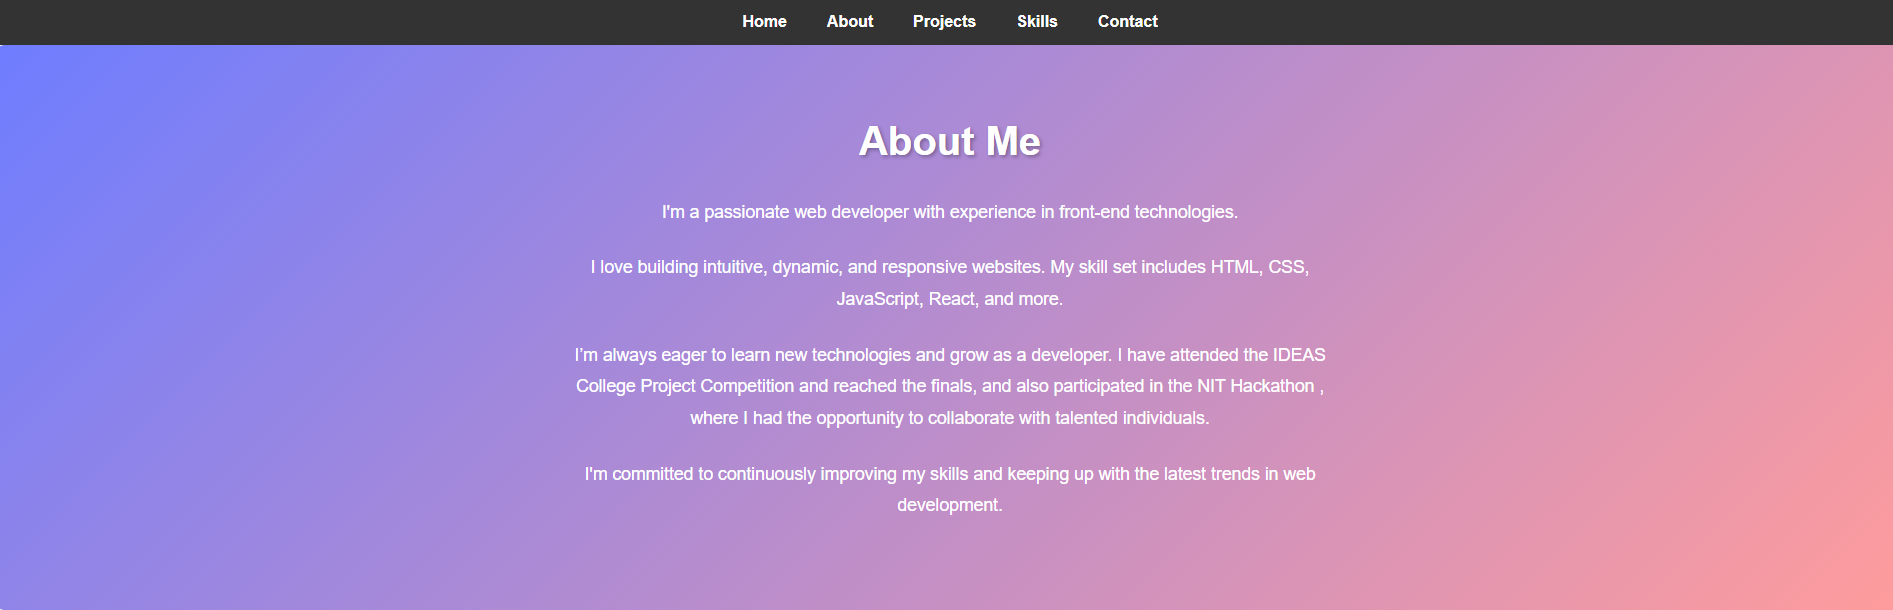 Home About Projects Skills Contact
About Me
I'm a passionate web developer with experience in front-end technologies.
I love building intuitive, dynamic, and responsive websites. My skill set includes HTML, CSS,
JavaScript, React, and more.
I’m always eager to learn new technologies and grow as a developer. I have attended the IDEAS
College Project Competition and reached the finals, and also participated in the NIT Hackathon ,
where I had the opportunity to collaborate with talented individuals.
I'm committed to continuously improving my skills and keeping up with the latest trends in web
development.